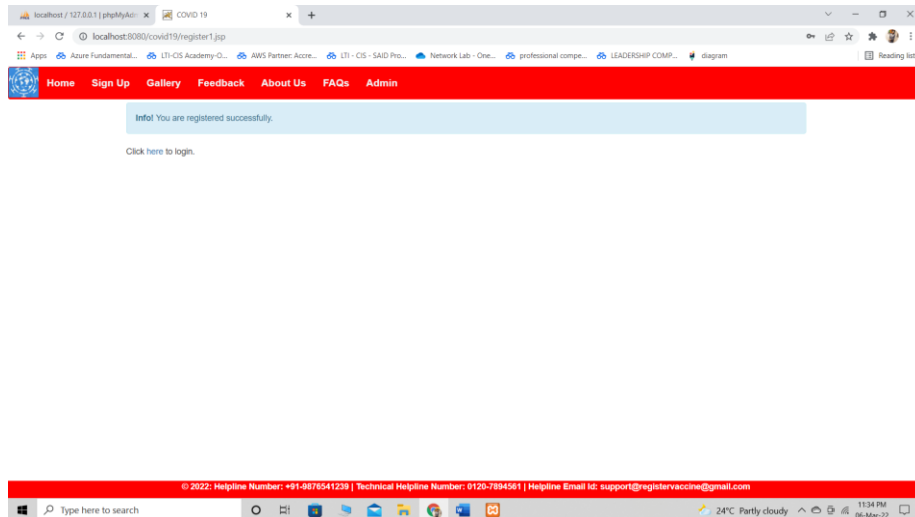 localhost / 127.0.0.1 | phpMyAdm
COVID 19
localhost:8080/covid19/register1.jsp
Apps Azure Fundamental... LTI-CIS Academy-O... AWS Partner: Accre... LTI - CIS - SAID Pro... Network Lab - One... professional compe... LEADERSHIP COMP... diagram Reading list
Home Sign Up Gallery Feedback About Us FAQs Admin
Info! You are registered successfully.
Click here to login.
© 2022: Helpline Number: +91-9876541239 | Technical Helpline Number: 0120-7894561 | Helpline Email Id: support@registervaccine@gmail.com
Type here to search 24°C Partly cloudy 11:34 PM
06-Mar-22